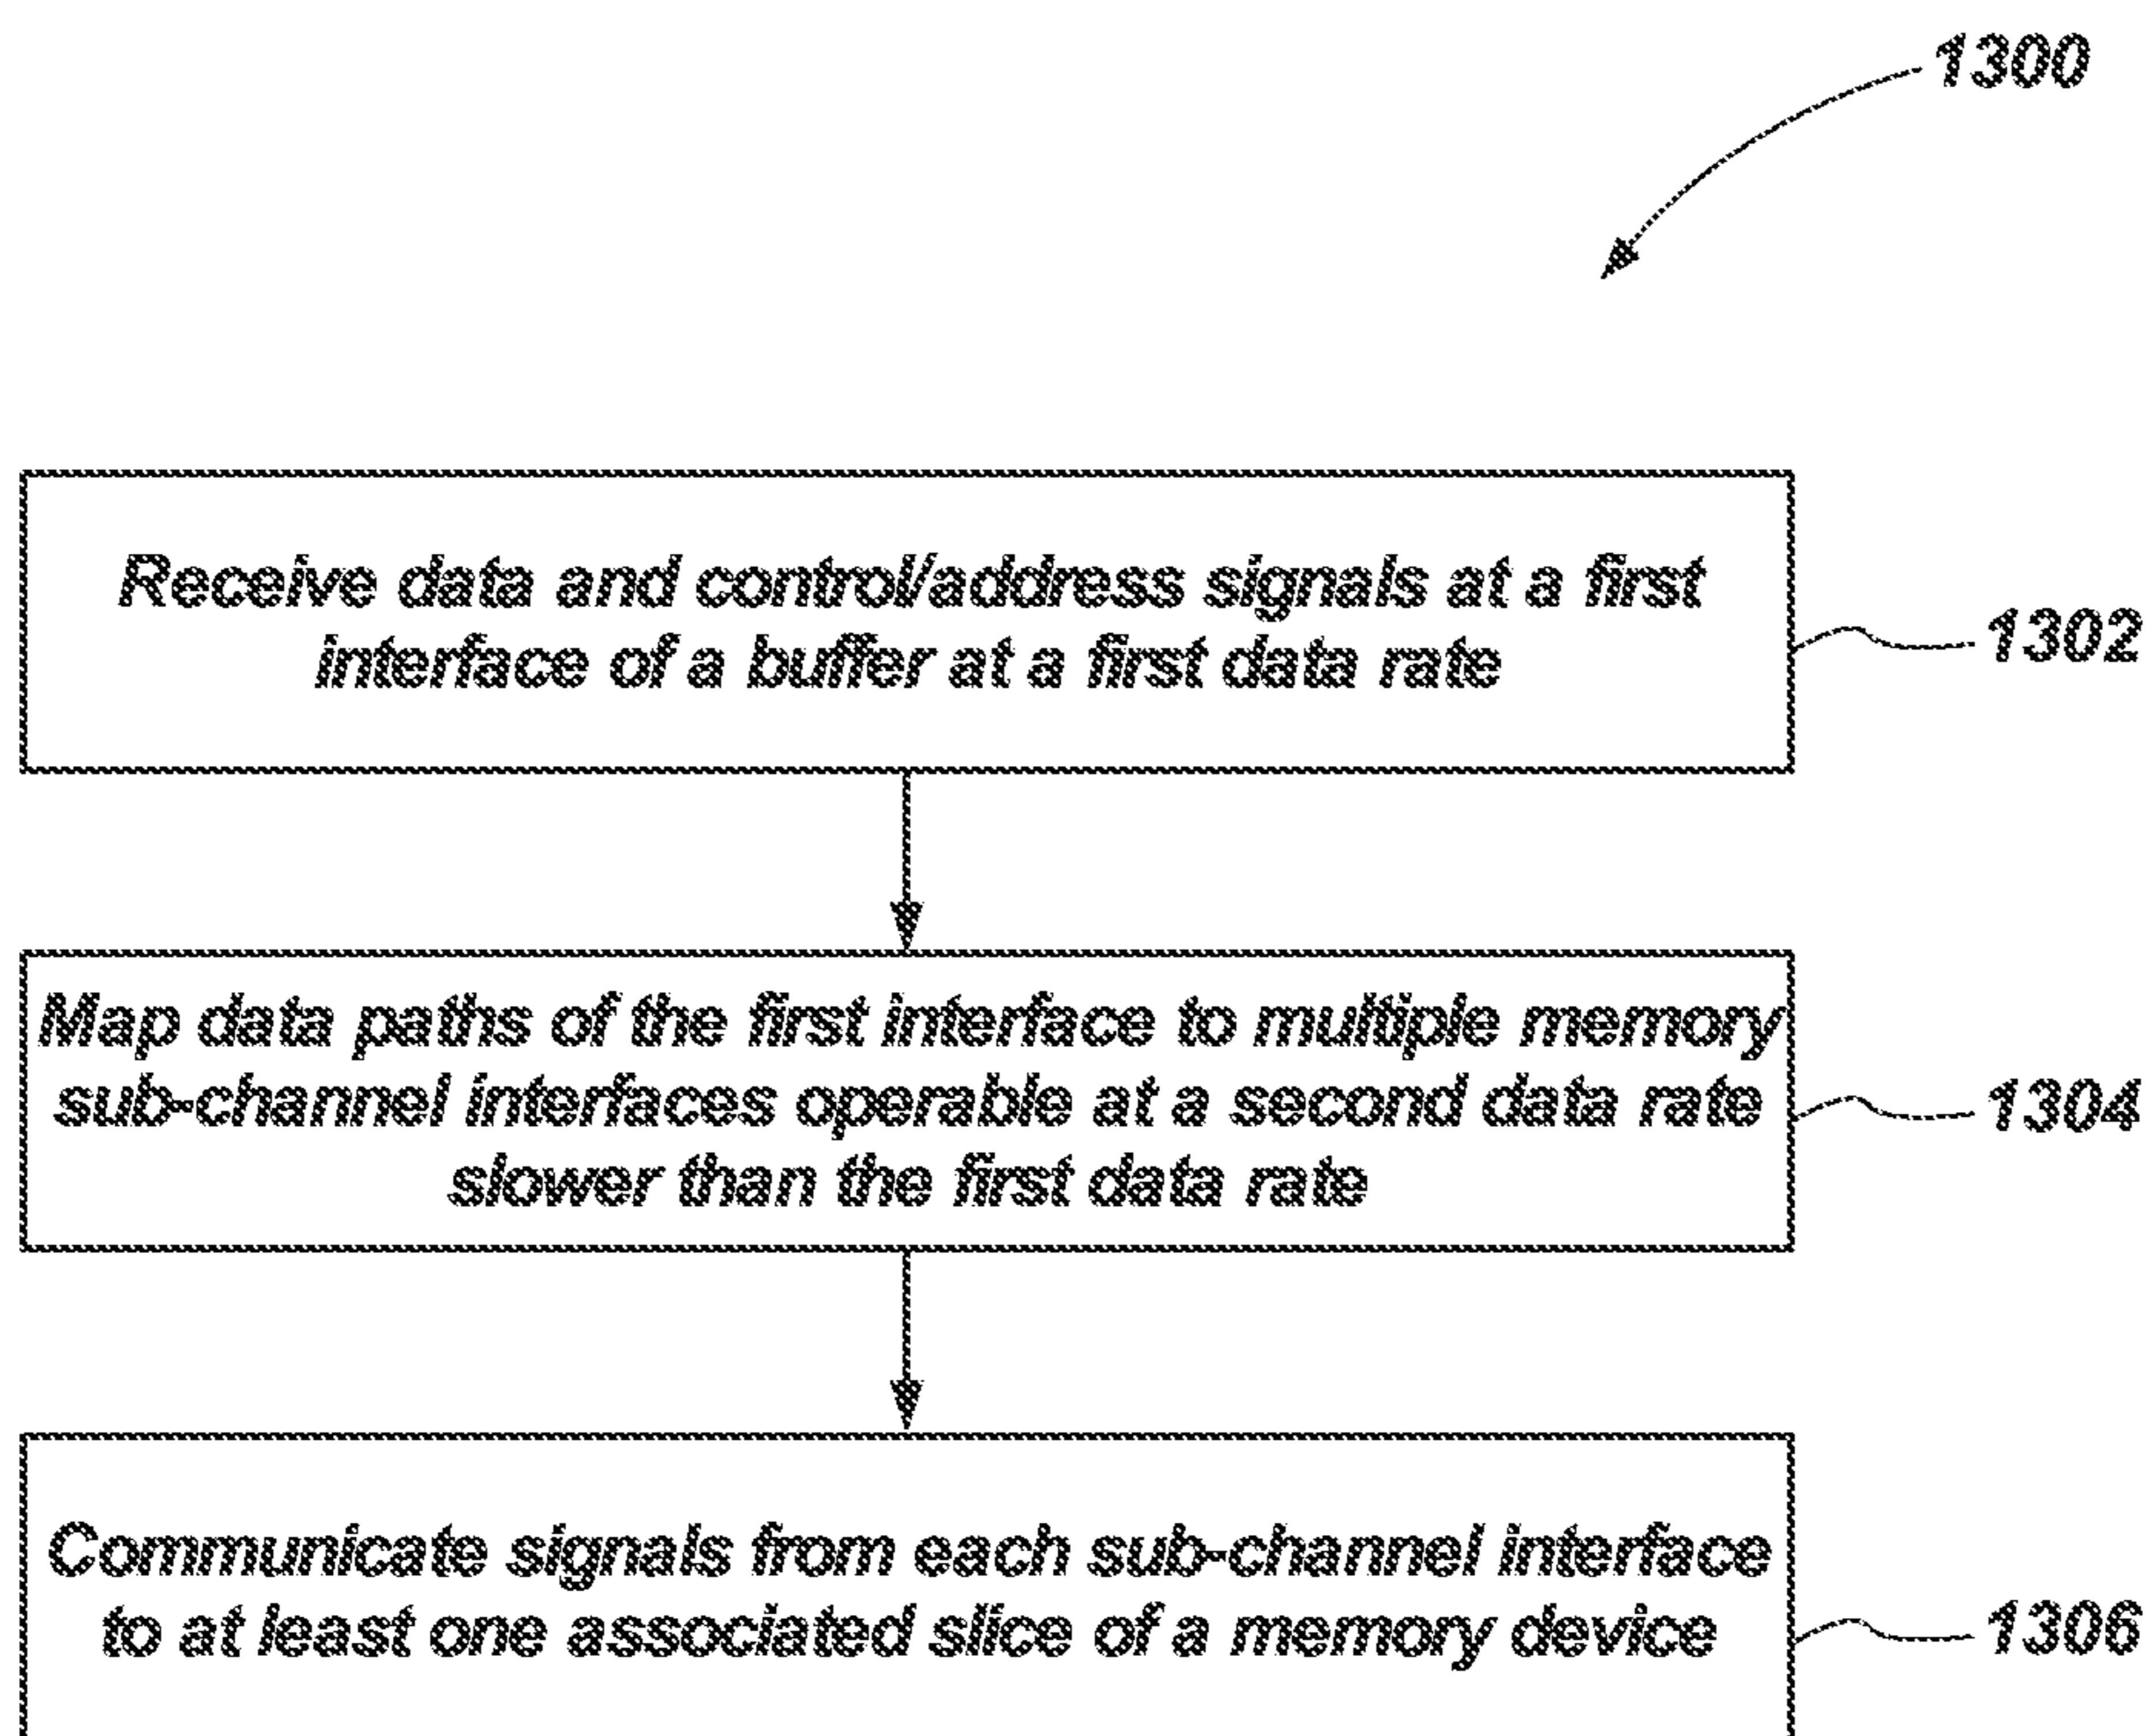 1300
Receive data and control/address signals at a first
interface of a buffer at a first data rate
1302
Map data paths of the first interface to multiple memory
sub-channel interfaces operable at a second data rate
slower than the first data rate
1304
Communicate signals from each sub-channel interface
to at least one associated slice of a memory device
1306